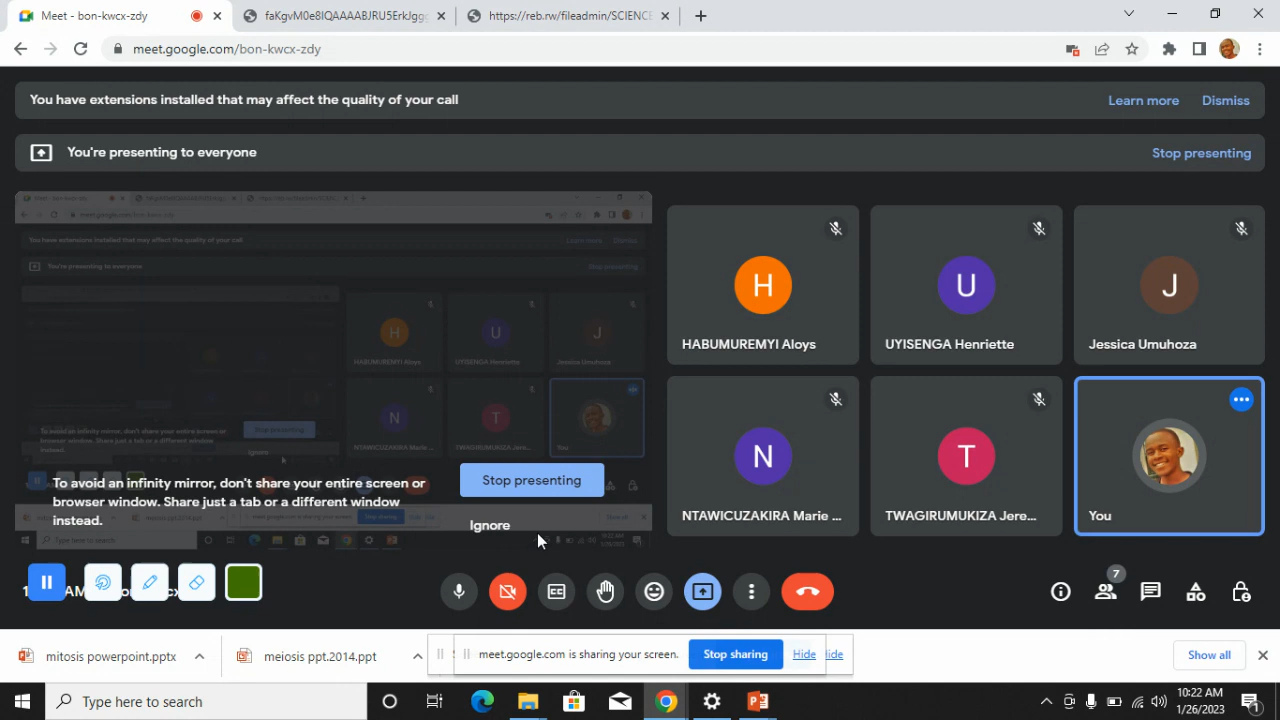 Meet - bon-kwcx-zdy
faKgvM0e8IQAAAABJRU5ErkJggg
https://reb.rw/fileadmin/SCIENCE
meet.google.com/bon-kwcx-zdy
You have extensions installed that may affect the quality of your call
Learn more
Dismiss
You're presenting to everyone
Stop presenting
H
HABUMUREMYI Aloys
U
UYISENGA Henriette
J
Jessica Umuhoza
N
NTAWICUZAKIRA Marie ...
T
TWAGIRUMUKIZA Jere...
You
To avoid an infinity mirror, don't share your entire screen or
browser window. Share just a tab or a different window
instead.
Stop presenting
Ignore
7
mitosis powerpoint.pptx
meiosis ppt.2014.ppt
meet.google.com is sharing your screen.
Stop sharing
Hide
Show all
Type here to search
10:22 AM
1/26/2023
1